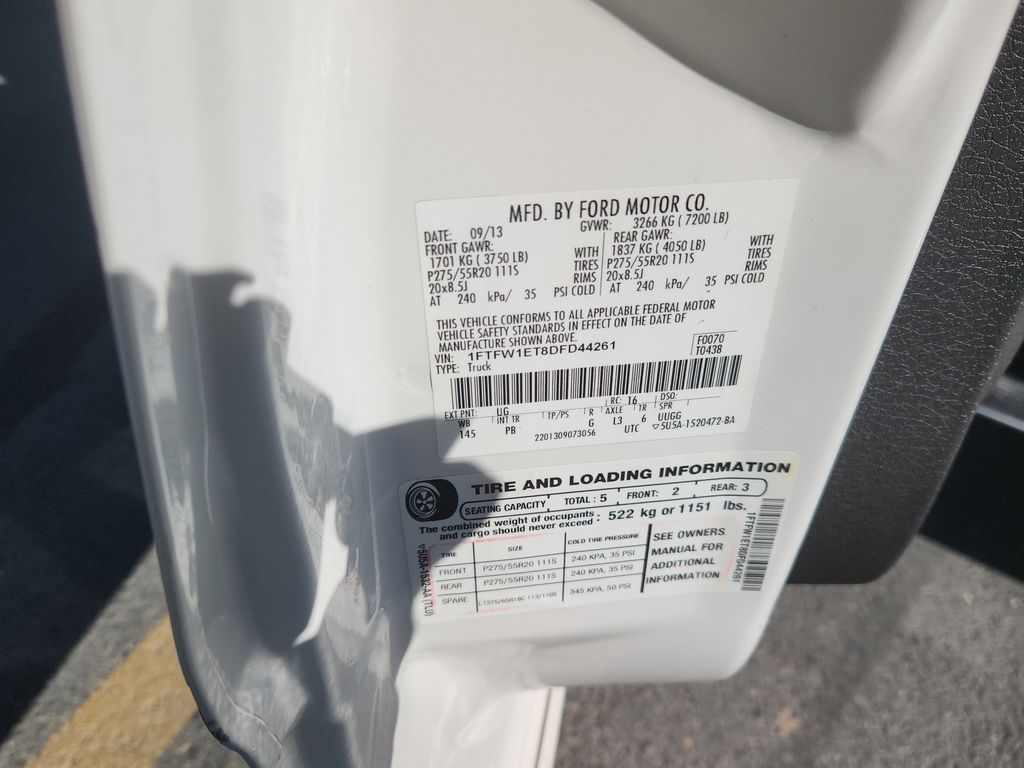 MFD. BY FORD MOTOR CO.
DATE: 09/13 GVWR: 3266 KG ( 7200 LB)
FRONT GAWR: REAR GAWR:
1701 KG ( 3750 LB) WITH 1837 KG ( 4050 LB) WITH
P275/55R20 111S TIRES P275/55R20 111S TIRES
20x8.5J RIMS 20x8.5J RIMS
AT 240 kPa/ 35 PSI COLD AT 240 kPa/ 35 PSI COLD
THIS VEHICLE CONFORMS TO ALL APPLICABLE FEDERAL MOTOR
VEHICLE SAFETY STANDARDS IN EFFECT ON THE DATE OF
MANUFACTURE SHOWN ABOVE.
VIN: 1FTFW1ET8DFD44261 F0070
TYPE: Truck T0438
EXT PNT: UG RC: 16 DSO:
WB INT TR TP/PS R AXLE TR SPR
145 PB G L3 6 UUGG
2201309073056 UTC ▽5U5A-1520472-BA
TIRE AND LOADING INFORMATION
SEATING CAPACITY TOTAL : 5 FRONT: 2 REAR: 3
The combined weight of occupants and cargo should never exceed : 522 kg or 1151 lbs.
TIRE SIZE COLD TIRE PRESSURE
FRONT P275/55R20 111S 240 KPA, 35 PSI
REAR P275/55R20 111S 240 KPA, 35 PSI
SPARE LT275/65R18C 113/110S 345 KPA, 50 PSI
SEE OWNERS
MANUAL FOR
ADDITIONAL
INFORMATION
1FTFW1ET8DFD44261